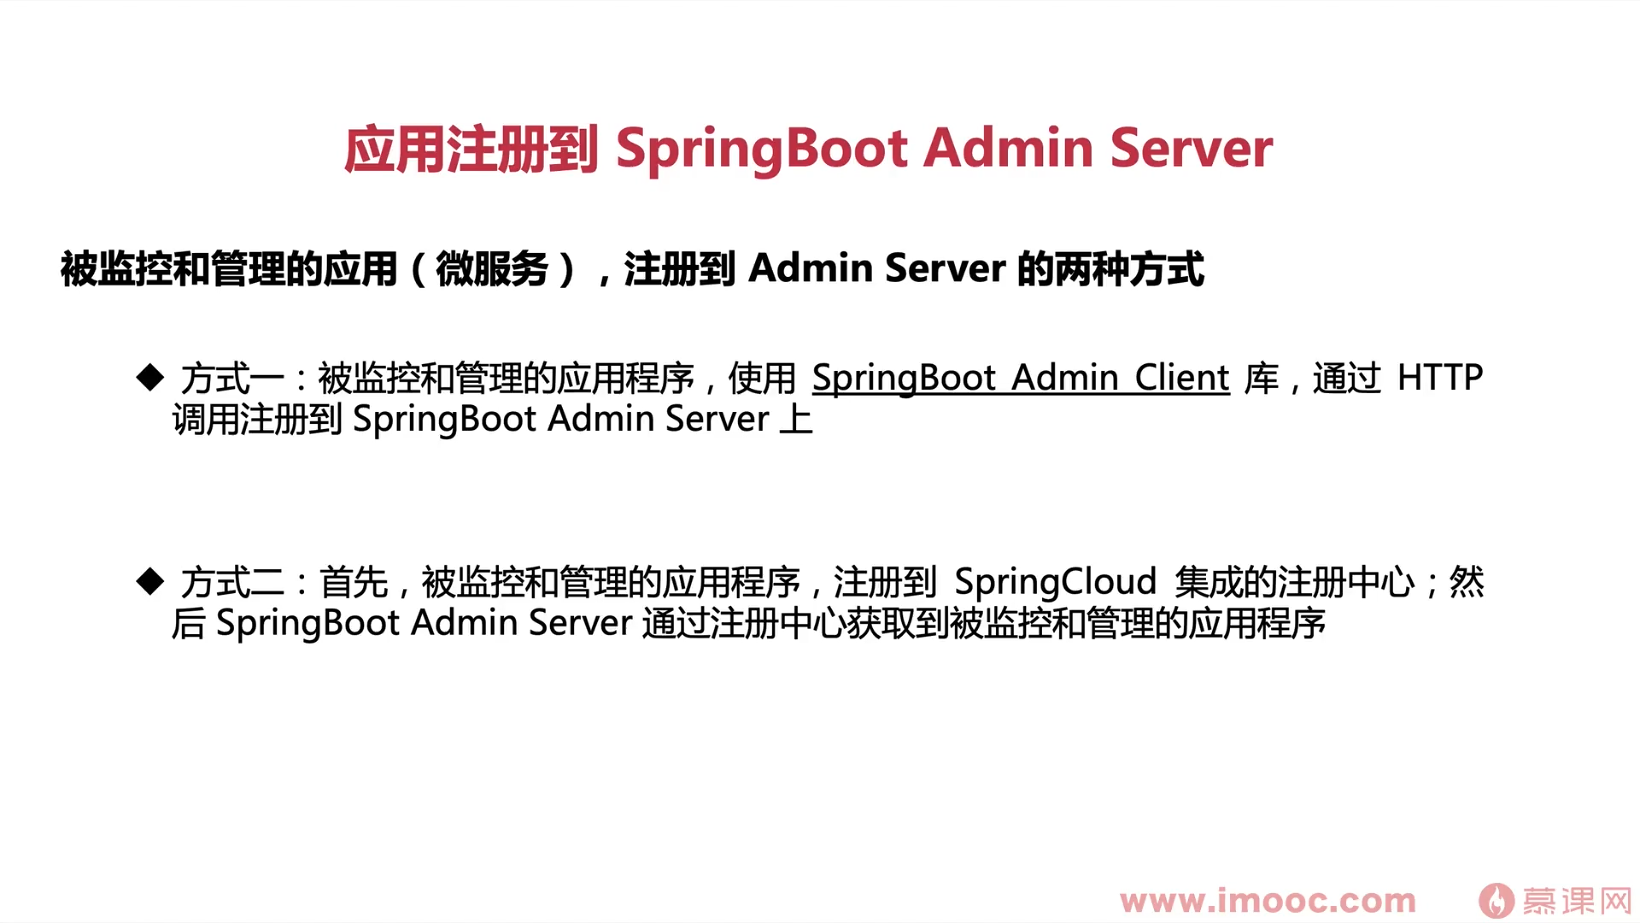 应用注册到 SpringBoot Admin Server
被监控和管理的应用（微服务），注册到 Admin Server 的两种方式
◆ 方式一：被监控和管理的应用程序，使用 SpringBoot Admin Client 库，通过 HTTP
调用注册到 SpringBoot Admin Server 上
◆ 方式二：首先，被监控和管理的应用程序，注册到 SpringCloud 集成的注册中心；然
后 SpringBoot Admin Server 通过注册中心获取到被监控和管理的应用程序
www.imooc.com 慕课网